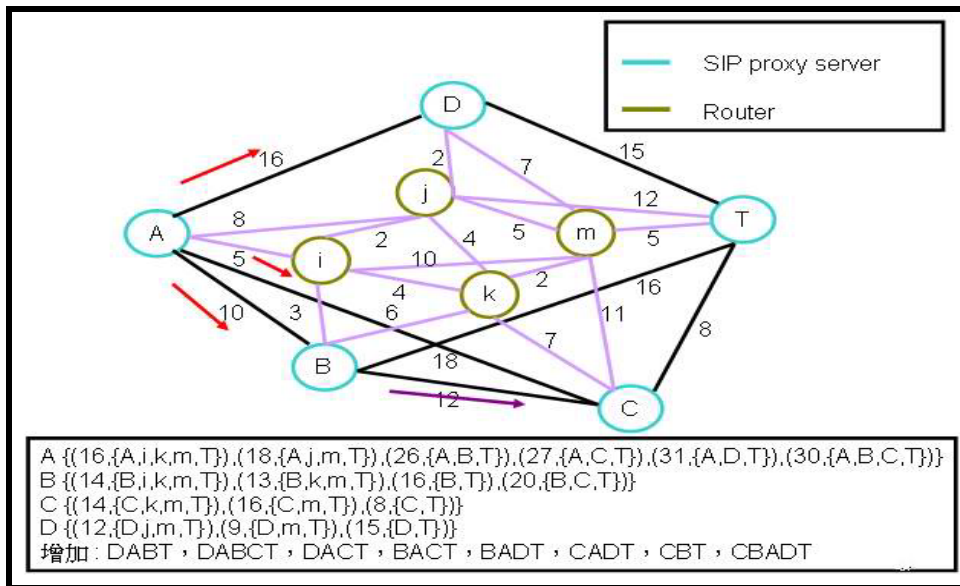 SIP proxy server
Router
D
16
2
7
15
j
12
8
A
T
2
4
5
m
5
5
i
10
4
k
2
16
10
3
6
11
8
B
18
7
12
C
A {(16,{A,i,k,m,T}),(18,{A,j,m,T}),(26,{A,B,T}),(27,{A,C,T}),(31,{A,D,T}),(30,{A,B,C,T})}
B {(14,{B,i,k,m,T}),(13,{B,k,m,T}),(16,{B,T}),(20,{B,C,T})}
C {(14,{C,k,m,T}),(16,{C,m,T}),(8,{C,T})}
D {(12,{D,j,m,T}),(9,{D,m,T}),(15,{D,T})}
增加 : DABT，DABCT，DACT，BACT，BADT，CADT，CBT，CBADT